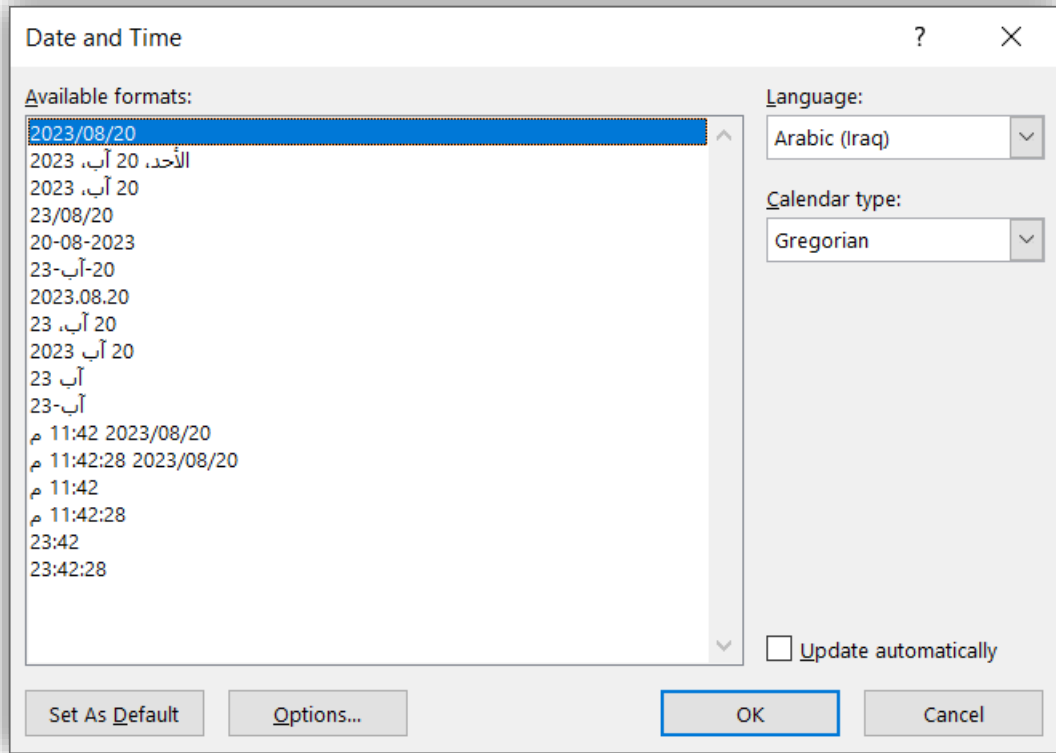 Date and Time
?
Available formats:
2023/08/20
الأحد، 20 آب، 2023
20 آب، 2023
23/08/20
20-08-2023
20-آب-23
2023.08.20
20 آب، 23
20 آب 2023
آب 23
آب-23
2023/08/20 11:42 م
2023/08/20 11:42:28 م
11:42 م
11:42:28 م
23:42
23:42:28
Language:
Arabic (Iraq)
Calendar type:
Gregorian
Update automatically
Set As Default
Options...
OK
Cancel